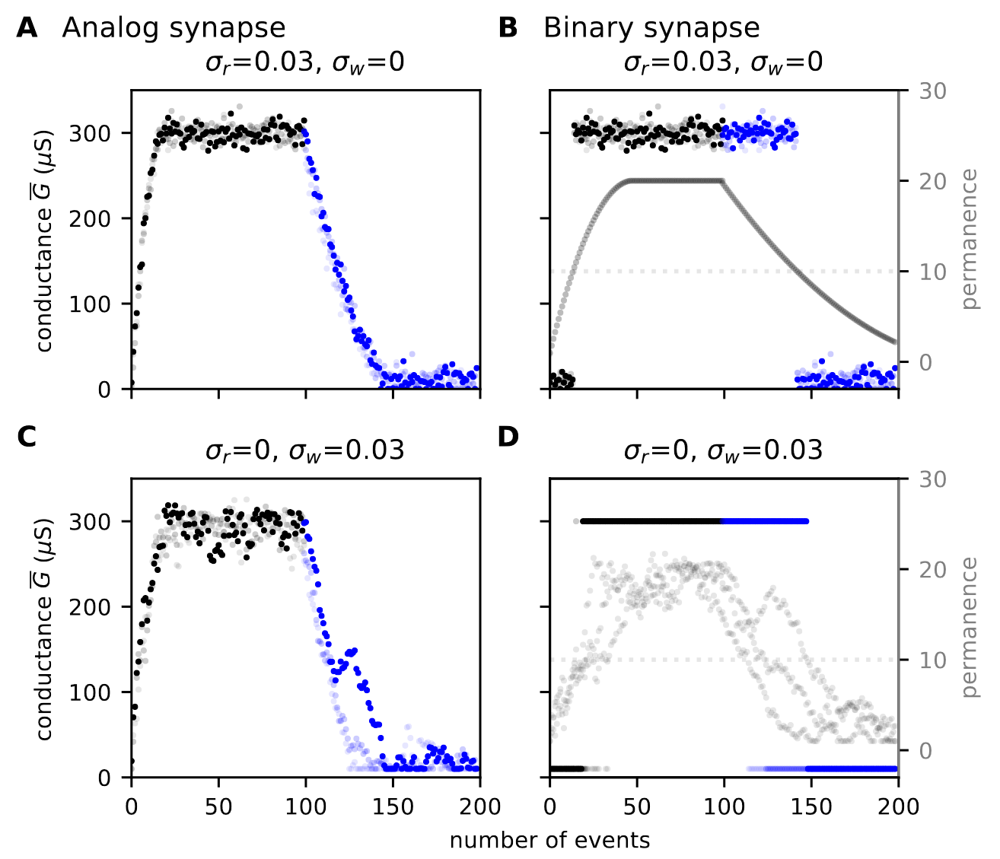 A Analog synapse
B Binary synapse
σr=0.03, σw=0
σr=0.03, σw=0
conductance G̅ (μS)
300
200
100
0
30
20
10
0
permanence
C
D
σr=0, σw=0.03
σr=0, σw=0.03
conductance G̅ (μS)
300
200
100
0
30
20
10
0
permanence
0 50 100 150 200
0 50 100 150 200
number of events